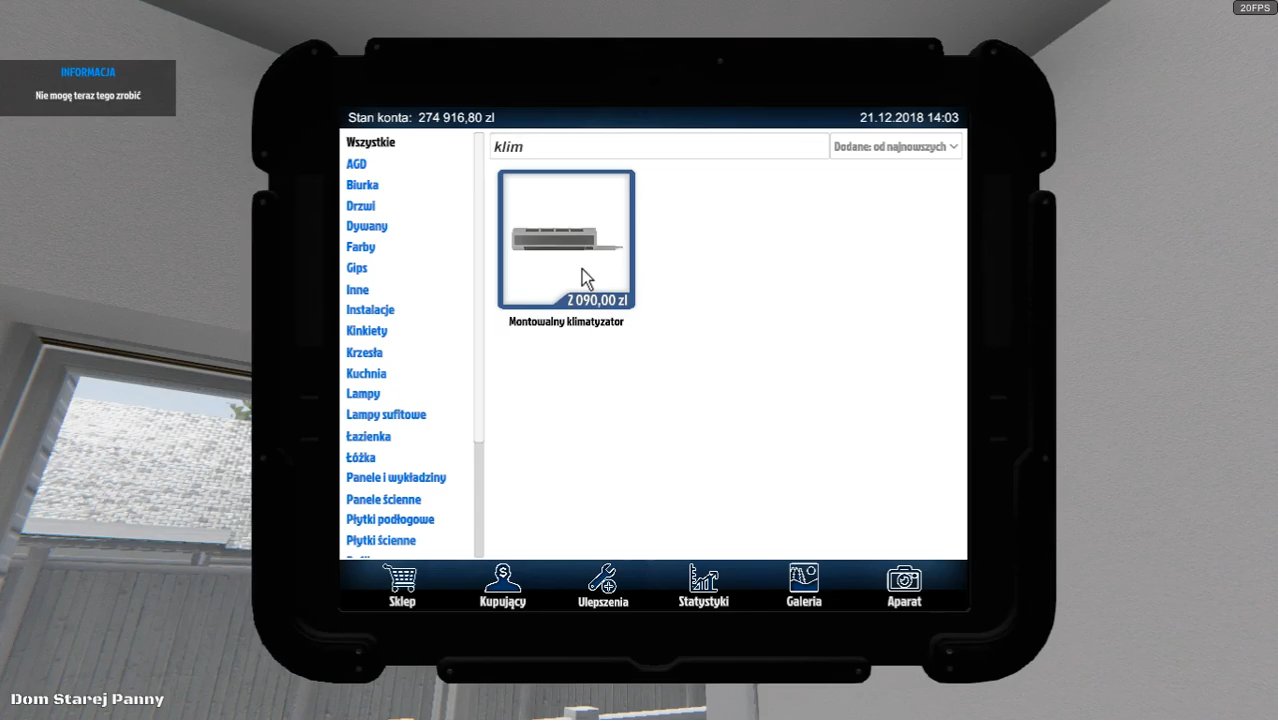 20FPS
INFORMACJA
Nie mogę teraz tego zrobić
Stan konta: 274 916,80 zl
21.12.2018 14:03
Wszystkie
AGD
Biurka
Drzwi
Dywany
Farby
Gips
Inne
Instalacje
Kinkiety
Krzesła
Kuchnia
Lampy
Lampy sufitowe
Łazienka
Łóżka
Panele i wykładziny
Panele ścienne
Płytki podłogowe
Płytki ścienne
klim
Dodane: od najnowszych
2 090,00 zl
Montowalny klimatyzator
Sklep
Kupujący
Ulepszenia
Statystyki
Galeria
Aparat
Dom Starej Panny